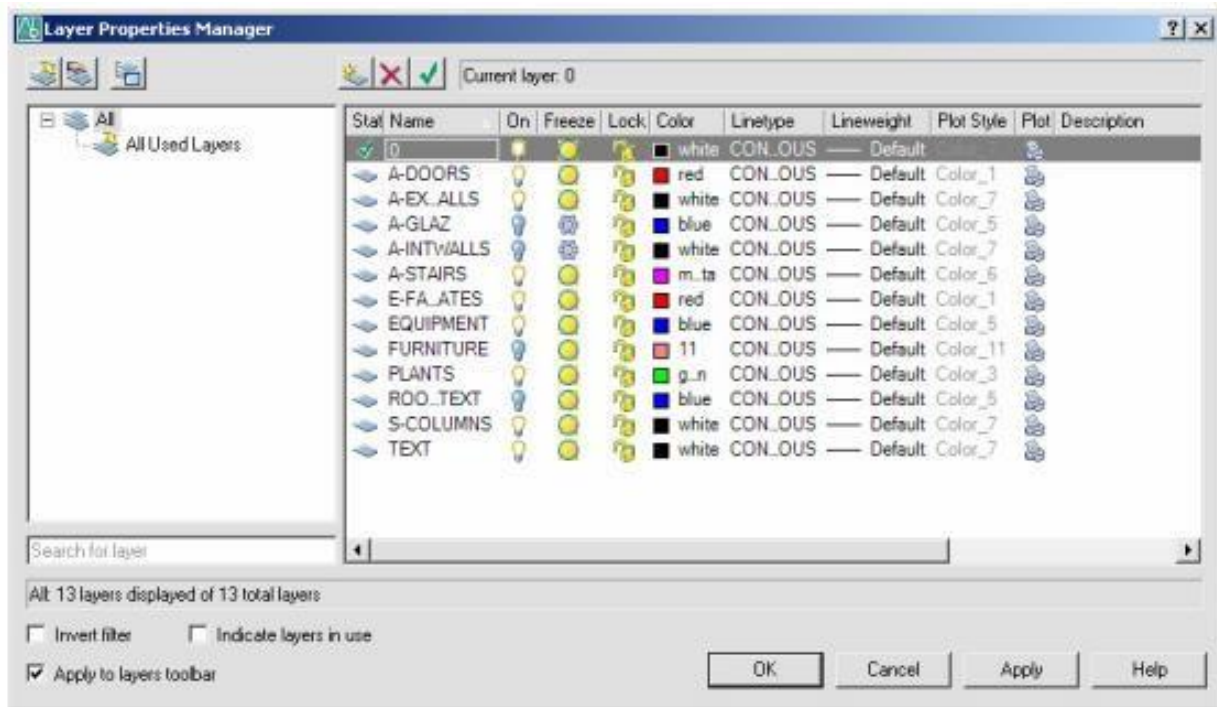 Layer Properties Manager
Current layer: 0
All
All Used Layers
Stat Name On Freeze Lock Color Linetype Lineweight Plot Style Plot Description
0 white CON...OUS Default
A-DOORS red CON...OUS Default Color_1
A-EX...ALLS white CON...OUS Default Color_7
A-GLAZ blue CON...OUS Default Color_5
A-INTWALLS white CON...OUS Default Color_7
A-STAIRS m...ta CON...OUS Default Color_6
E-FA...ATES red CON...OUS Default Color_1
EQUIPMENT blue CON...OUS Default Color_5
FURNITURE 11 CON...OUS Default Color_11
PLANTS g...n CON...OUS Default Color_3
ROO...TEXT blue CON...OUS Default Color_5
S-COLUMNS white CON...OUS Default Color_7
TEXT white CON...OUS Default Color_7
Search for layer
All: 13 layers displayed of 13 total layers
Invert filter Indicate layers in use
Apply to layers toolbar
OK Cancel Apply Help